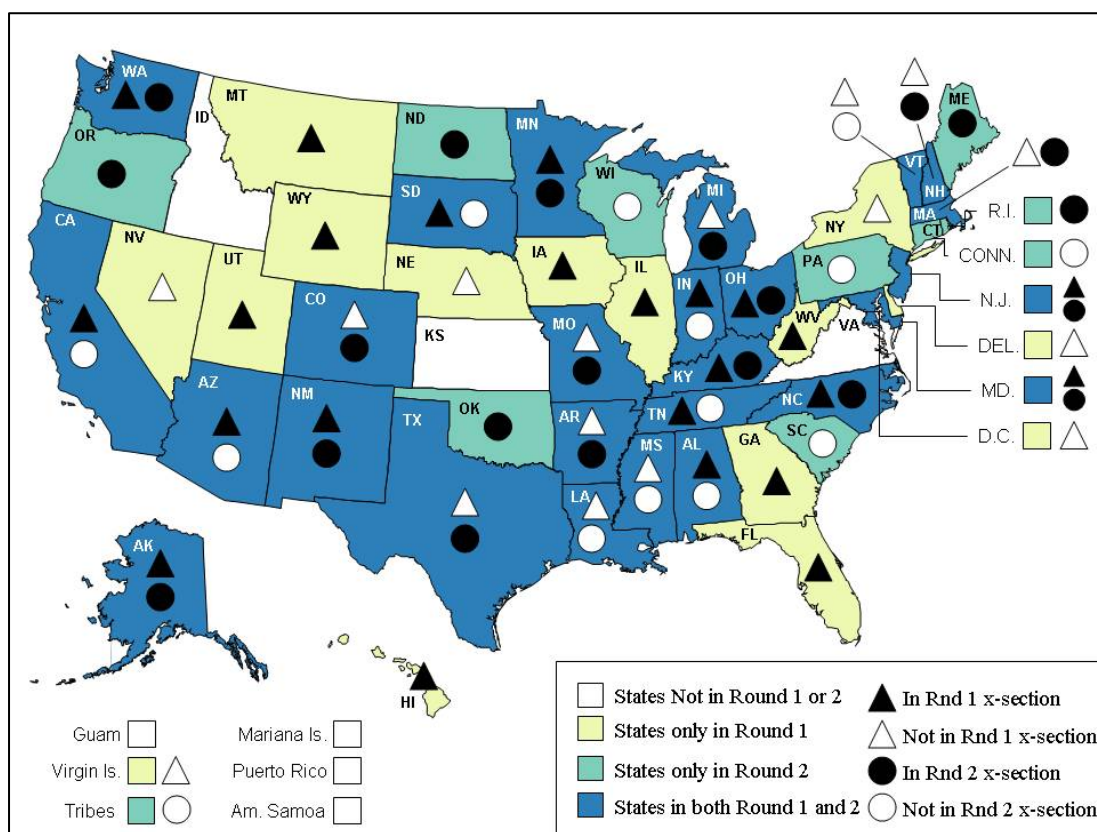 WA
MT
ID
ND
MN
ME
OR
VT
WI
SD
MI
NH
WY
MA
R.I.
CA
NY
CT
NV
NE
IA
CONN.
UT
IL
PA
IN
OH
CO
N.J.
MO
WV
VA
KS
DEL.
KY
AZ
NM
NC
MD.
TN
OK
TX
AR
SC
D.C.
MS
AL
GA
LA
FL
AK
HI
Guam
Mariana Is.
Virgin Is.
Puerto Rico
Tribes
Am. Samoa
States Not in Round 1 or 2
In Rnd 1 x-section
States only in Round 1
Not in Rnd 1 x-section
States only in Round 2
In Rnd 2 x-section
States in both Round 1 and 2
Not in Rnd 2 x-section